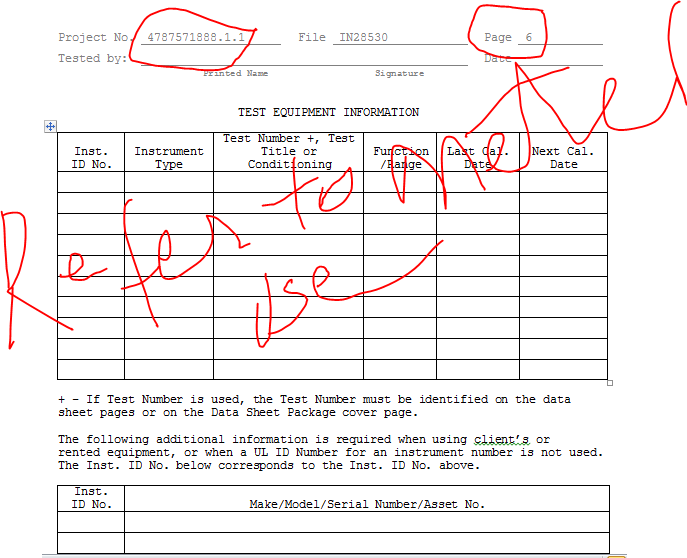 Project No. 4787571888.1.1 File IN28530 Page 6
Tested by: Date
Printed Name Signature
TEST EQUIPMENT INFORMATION
Inst. ID No. Instrument Type Test Number +, Test Title or Conditioning Function /Range Last Cal. Date Next Cal. Date
Refer to
be
+ - If Test Number is used, the Test Number must be identified on the data
sheet pages or on the Data Sheet Package cover page.
The following additional information is required when using client's or
rented equipment, or when a UL ID Number for an instrument number is not used.
The Inst. ID No. below corresponds to the Inst. ID No. above.
Inst.
ID No. Make/Model/Serial Number/Asset No.